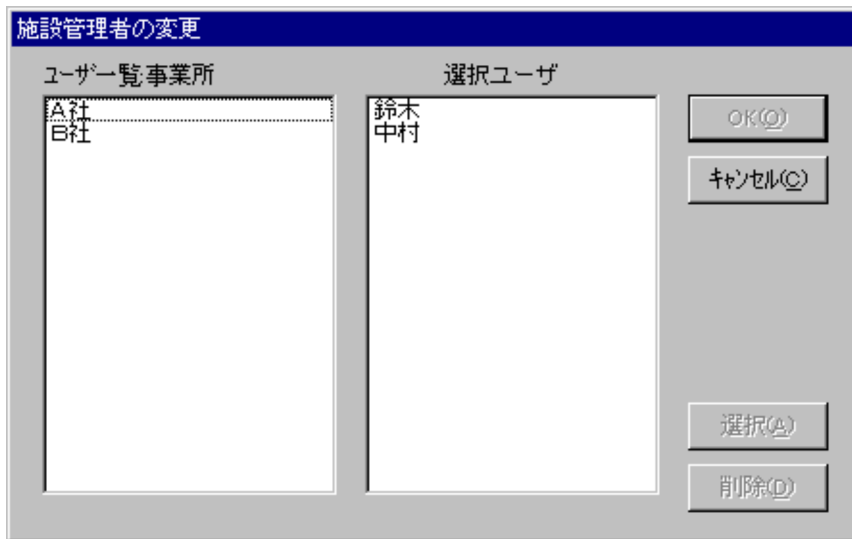 施設管理者の変更
ユーザ一覧:事業所
選択ユーザ
A社
B社
鈴木
中村
OK(O)
キャンセル(C)
選択(A)
削除(D)